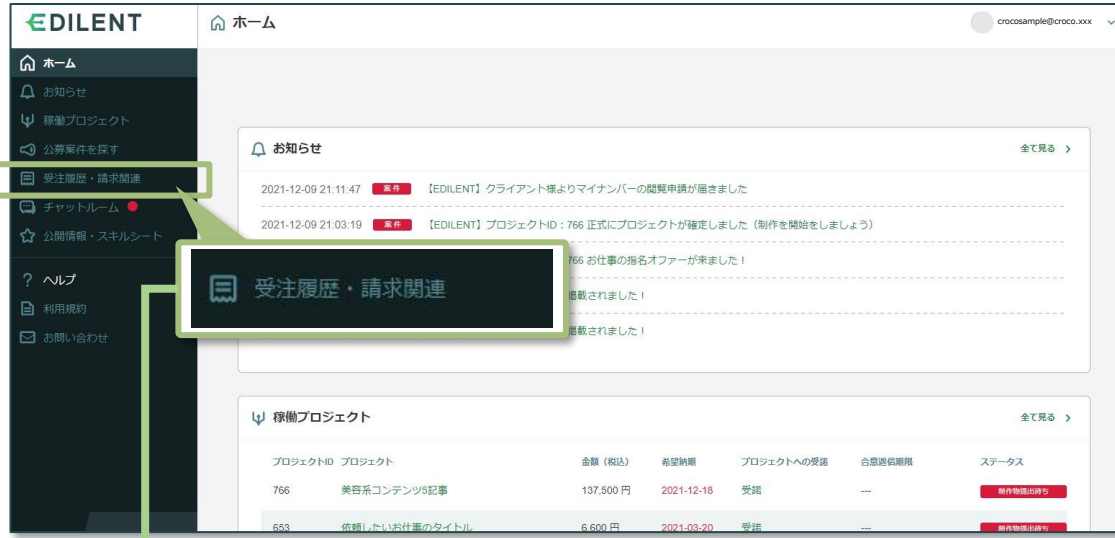 EDILENT
ホーム
crocosample@croco.xxx
ホーム
お知らせ
稼働プロジェクト
公募案件を探す
受注履歴・請求関連
チャットルーム
公開情報・スキルシート
? ヘルプ
利用規約
お問い合わせ
お知らせ
全て見る
2021-12-09 21:11:47 案件 【EDILENT】クライアント様よりマイナンバーの閲覧申請が届きました
2021-12-09 21:03:19 案件 【EDILENT】プロジェクトID:766 正式にプロジェクトが確定しました(制作を開始をしましょう)
766 お仕事の指名オファーが来ました!
掲載されました!
掲載されました!
受注履歴・請求関連
稼働プロジェクト
全て見る
プロジェクトID プロジェクト 金額(税込) 希望納期 プロジェクトへの受諾 合意返信期限 ステータス
766 美容系コンテンツ5記事 137,500 円 2021-12-18 受諾 --- 制作物提出待ち
653 依頼したいお仕事のタイトル 6,600 円 2021-03-20 受諾 --- 制作物提出待ち